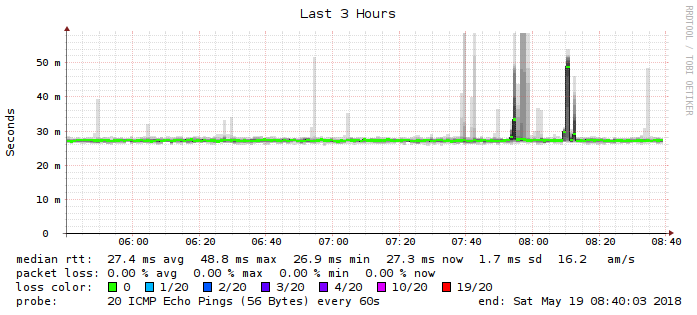 Last 3 Hours
RRDTOOL / TOBI OETIKER
Seconds
50 m
40 m
30 m
20 m
10 m
0
06:00 06:20 06:40 07:00 07:20 07:40 08:00 08:20 08:40
median rtt: 27.4 ms avg 48.8 ms max 26.9 ms min 27.3 ms now 1.7 ms sd 16.2 am/s
packet loss: 0.00 % avg 0.00 % max 0.00 % min 0.00 % now
loss color: 0 1/20 2/20 3/20 4/20 10/20 19/20
probe: 20 ICMP Echo Pings (56 Bytes) every 60s end: Sat May 19 08:40:03 2018